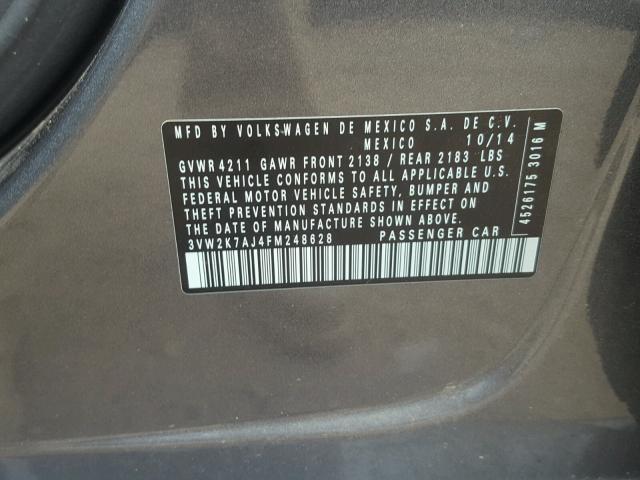 MFD BY VOLKSWAGEN DE MEXICO S.A. DE C.V.
MEXICO 10/14
GVWR 4211 GAWR FRONT 2138 / REAR 2183 LBS
THIS VEHICLE CONFORMS TO ALL APPLICABLE U.S.
FEDERAL MOTOR VEHICLE SAFETY, BUMPER AND
THEFT PREVENTION STANDARDS IN EFFECT ON
THE DATE OF MANUFACTURE SHOWN ABOVE.
3VW2K7AJ4FM248628 PASSENGER CAR
4526175 3016 M